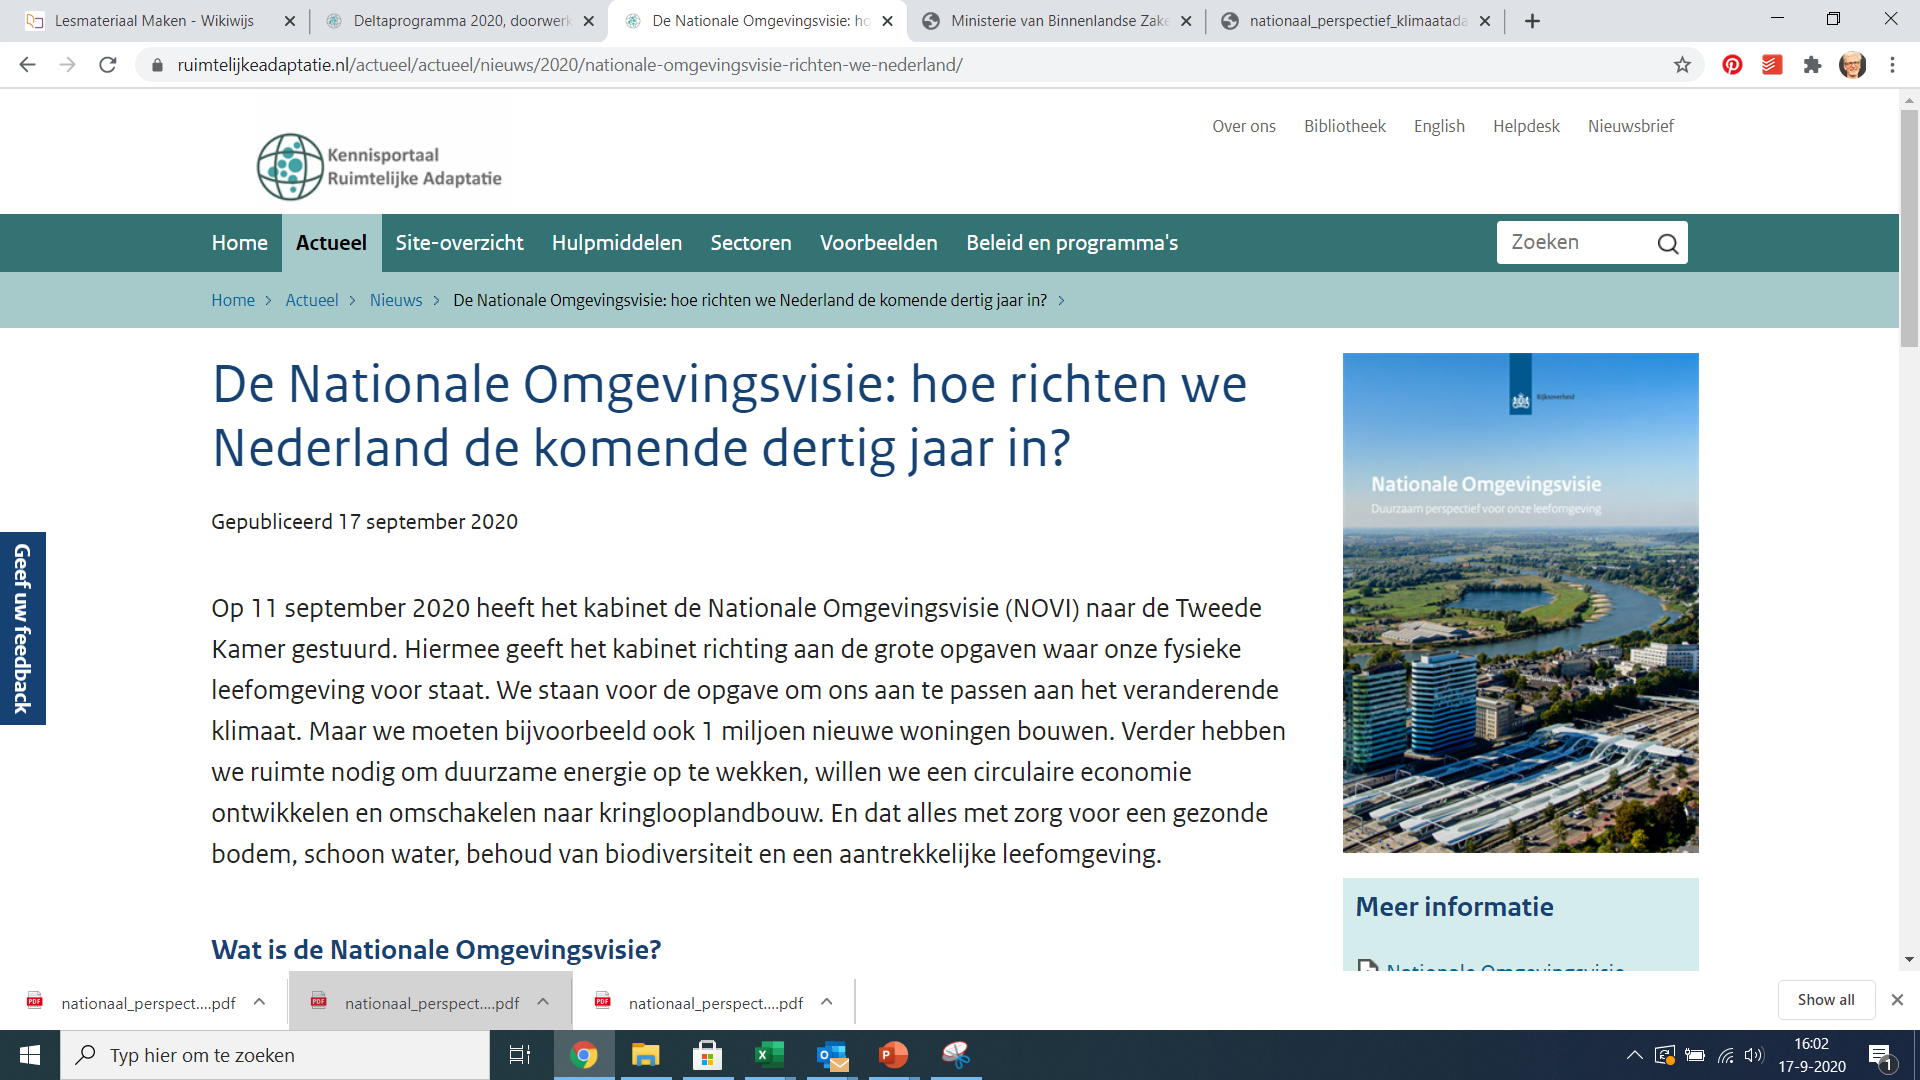 Lesmateriaal Maken - Wikiwijs
Deltaprogramma 2020, doorwerk
De Nationale Omgevingsvisie: ho
Ministerie van Binnenlandse Zake
nationaal_perspectief_klimaatada
ruimtelijkeadaptatie.nl/actueel/actueel/nieuws/2020/nationale-omgevingsvisie-richten-we-nederland/
Over ons Bibliotheek English Helpdesk Nieuwsbrief
Kennisportaal
Ruimtelijke Adaptatie
Home Actueel Site-overzicht Hulpmiddelen Sectoren Voorbeelden Beleid en programma's Zoeken
Home > Actueel > Nieuws > De Nationale Omgevingsvisie: hoe richten we Nederland de komende dertig jaar in? >
De Nationale Omgevingsvisie: hoe richten we
Nederland de komende dertig jaar in?
Gepubliceerd 17 september 2020
Op 11 september 2020 heeft het kabinet de Nationale Omgevingsvisie (NOVI) naar de Tweede
Kamer gestuurd. Hiermee geeft het kabinet richting aan de grote opgaven waar onze fysieke
leefomgeving voor staat. We staan voor de opgave om ons aan te passen aan het veranderende
klimaat. Maar we moeten bijvoorbeeld ook 1 miljoen nieuwe woningen bouwen. Verder hebben
we ruimte nodig om duurzame energie op te wekken, willen we een circulaire economie
ontwikkelen en omschakelen naar kringlooplandbouw. En dat alles met zorg voor een gezonde
bodem, schoon water, behoud van biodiversiteit en een aantrekkelijke leefomgeving.
Wat is de Nationale Omgevingsvisie?
Geef uw feedback
Rijksoverheid
Nationale Omgevingsvisie
Duurzaam perspectief voor onze leefomgeving
Meer informatie
Nationale Omgevingsvisie
nationaal_perspect....pdf
nationaal_perspect....pdf
nationaal_perspect....pdf
Show all
Typ hier om te zoeken
16:02
17-9-2020
1